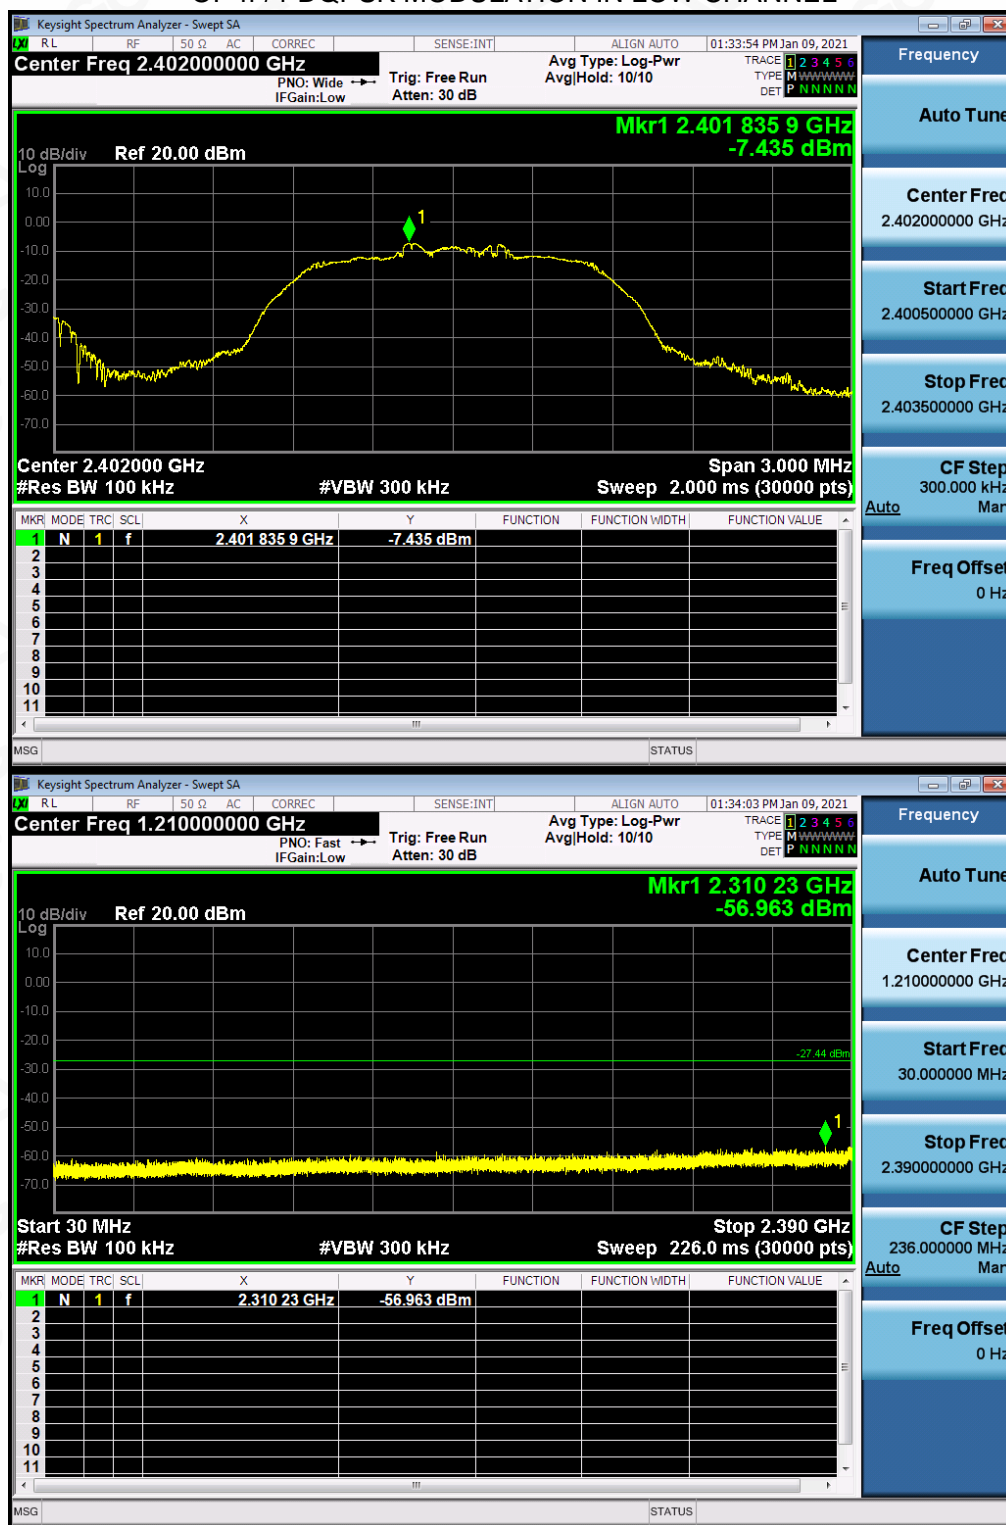 Keysight Spectrum Analyzer - Swept SA
LXI RL RF 50 Ω AC CORREC SENSE:INT ALIGN AUTO 01:33:54 PM Jan 09, 2021
Center Freq 2.402000000 GHz
PNO: Wide
IFGain:Low
Trig: Free Run
Atten: 30 dB
Avg Type: Log-Pwr
Avg|Hold: 10/10
TRACE 1 2 3 4 5 6
TYPE M WWWWW
DET P N N N N N
Mkr1 2.401 835 9 GHz
-7.435 dBm
10 dB/div Ref 20.00 dBm
Log
10.0
0.00
-10.0
-20.0
-30.0
-40.0
-50.0
-60.0
-70.0
1
Center 2.402000 GHz Span 3.000 MHz
#Res BW 100 kHz #VBW 300 kHz Sweep 2.000 ms (30000 pts)
MKR MODE TRC SCL X Y FUNCTION FUNCTION WIDTH FUNCTION VALUE
1 N 1 f 2.401 835 9 GHz -7.435 dBm
2
3
4
5
6
7
8
9
10
11
MSG STATUS
Frequency
Auto Tune
Center Freq
2.402000000 GHz
Start Freq
2.400500000 GHz
Stop Freq
2.403500000 GHz
CF Step
300.000 kHz
Auto Man
Freq Offset
0 Hz
Keysight Spectrum Analyzer - Swept SA
LXI RL RF 50 Ω AC CORREC SENSE:INT ALIGN AUTO 01:34:03 PM Jan 09, 2021
Center Freq 1.210000000 GHz
PNO: Fast
IFGain:Low
Trig: Free Run
Atten: 30 dB
Avg Type: Log-Pwr
Avg|Hold: 10/10
TRACE 1 2 3 4 5 6
TYPE M WWWWW
DET P N N N N N
Mkr1 2.310 23 GHz
-56.963 dBm
10 dB/div Ref 20.00 dBm
Log
10.0
0.00
-10.0
-20.0
-27.44 dBm
-30.0
-40.0
-50.0
-60.0
-70.0
1
Start 30 MHz Stop 2.390 GHz
#Res BW 100 kHz #VBW 300 kHz Sweep 226.0 ms (30000 pts)
MKR MODE TRC SCL X Y FUNCTION FUNCTION WIDTH FUNCTION VALUE
1 N 1 f 2.310 23 GHz -56.963 dBm
2
3
4
5
6
7
8
9
10
11
MSG STATUS
Frequency
Auto Tune
Center Freq
1.210000000 GHz
Start Freq
30.000000 MHz
Stop Freq
2.390000000 GHz
CF Step
236.000000 MHz
Auto Man
Freq Offset
0 Hz